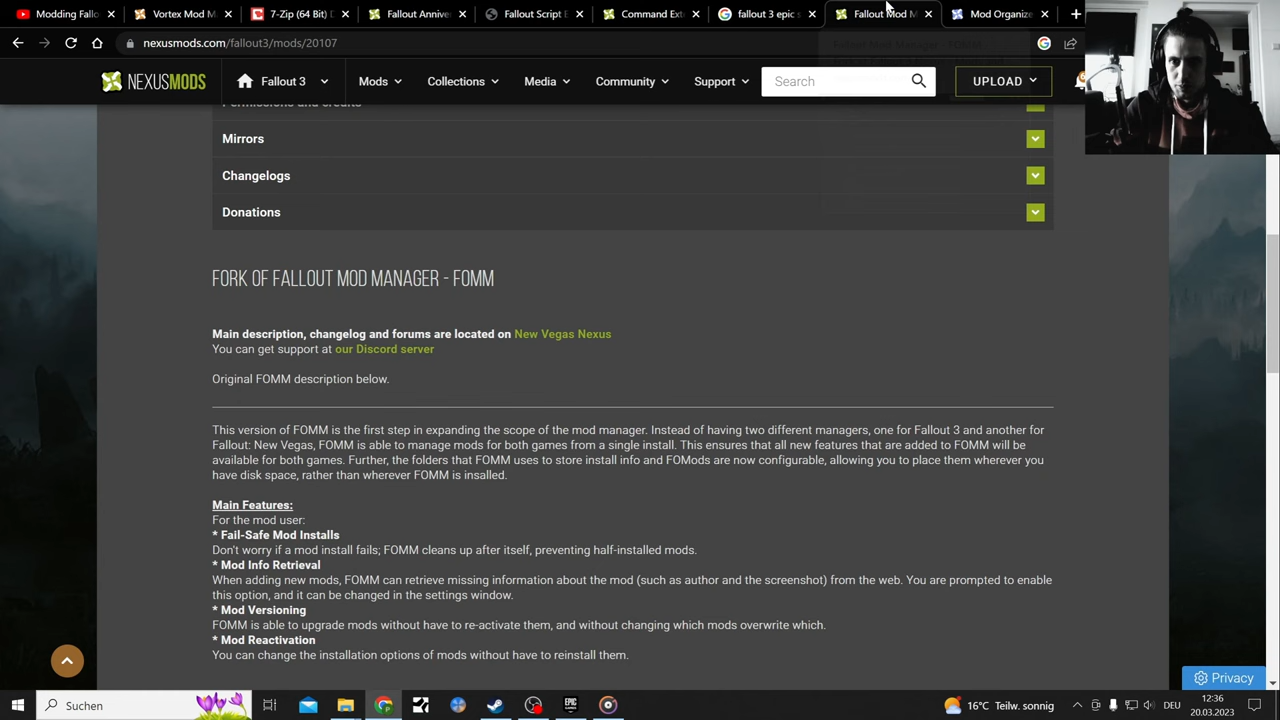 Modding Fallo
Vortex Mod M
7-Zip (64 Bit) D
Fallout Annive
Fallout Script E
Command Ext
fallout 3 epic s
Fallout Mod M
Mod Organize
nexusmods.com/fallout3/mods/20107
NEXUSMODS
Fallout 3
Mods
Collections
Media
Community
Support
Search
UPLOAD
Permissions and credits
Mirrors
Changelogs
Donations
FORK OF FALLOUT MOD MANAGER - FOMM
Main description, changelog and forums are located on New Vegas Nexus
You can get support at our Discord server
Original FOMM description below.
This version of FOMM is the first step in expanding the scope of the mod manager. Instead of having two different managers, one for Fallout 3 and another for
Fallout: New Vegas, FOMM is able to manage mods for both games from a single install. This ensures that all new features that are added to FOMM will be
available for both games. Further, the folders that FOMM uses to store install info and FOMods are now configurable, allowing you to place them wherever you
have disk space, rather than wherever FOMM is insalled.
Main Features:
For the mod user:
* Fail-Safe Mod Installs
Don't worry if a mod install fails; FOMM cleans up after itself, preventing half-installed mods.
* Mod Info Retrieval
When adding new mods, FOMM can retrieve missing information about the mod (such as author and the screenshot) from the web. You are prompted to enable
this option, and it can be changed in the settings window.
* Mod Versioning
FOMM is able to upgrade mods without have to re-activate them, and without changing which mods overwrite which.
* Mod Reactivation
You can change the installation options of mods without have to reinstall them.
Privacy
Suchen
EPIC
16°C Teilw. sonnig
DEU
12:36
20.03.2023